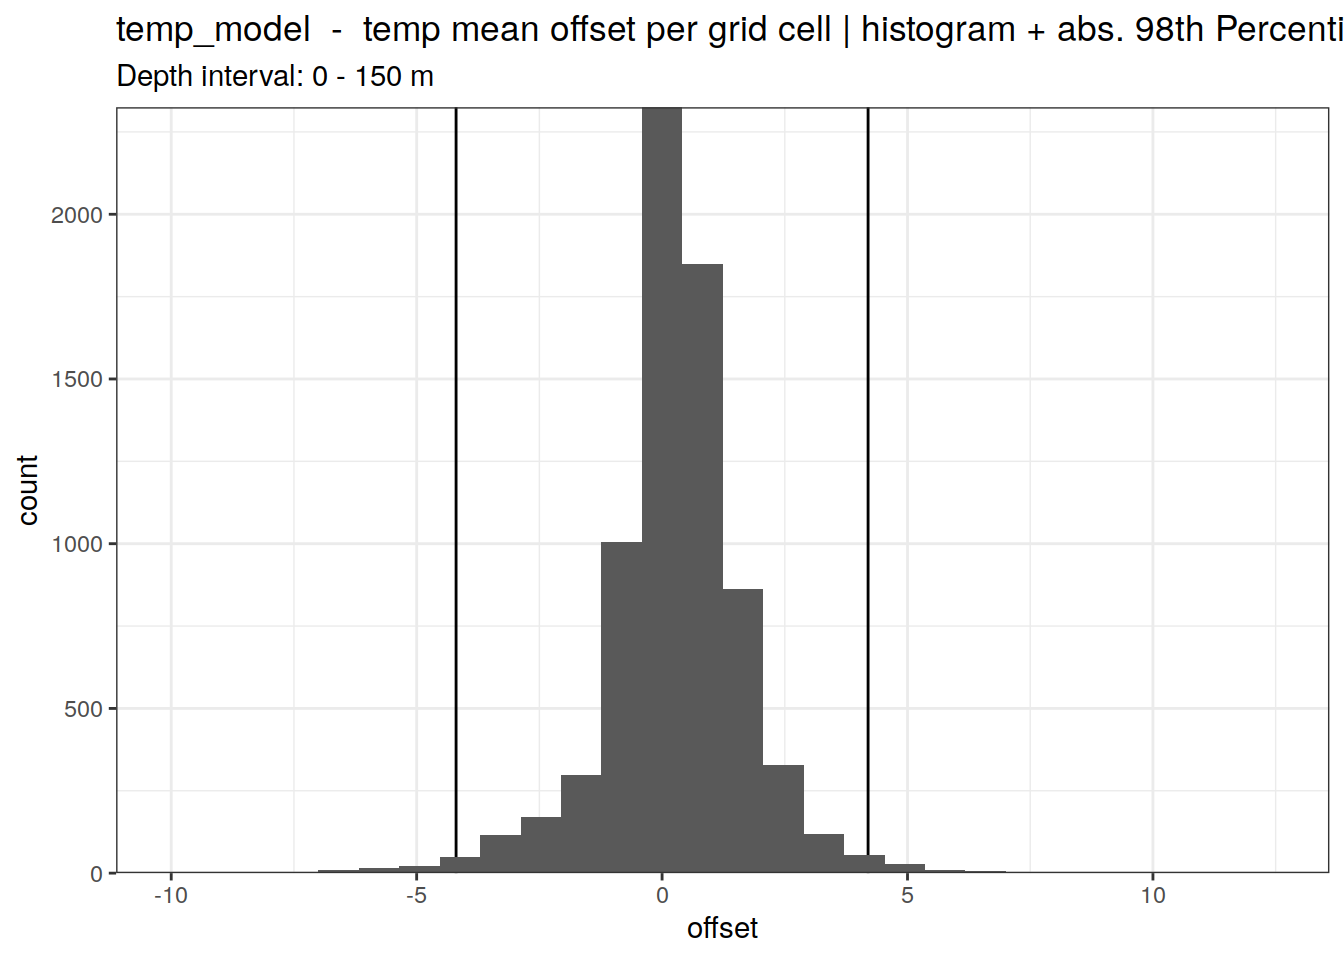 temp_model - temp mean offset per grid cell | histogram + abs. 98th Percenti
Depth interval: 0 - 150 m
2000
1500
1000
500
0
count
-10 -5 0 5 10
offset